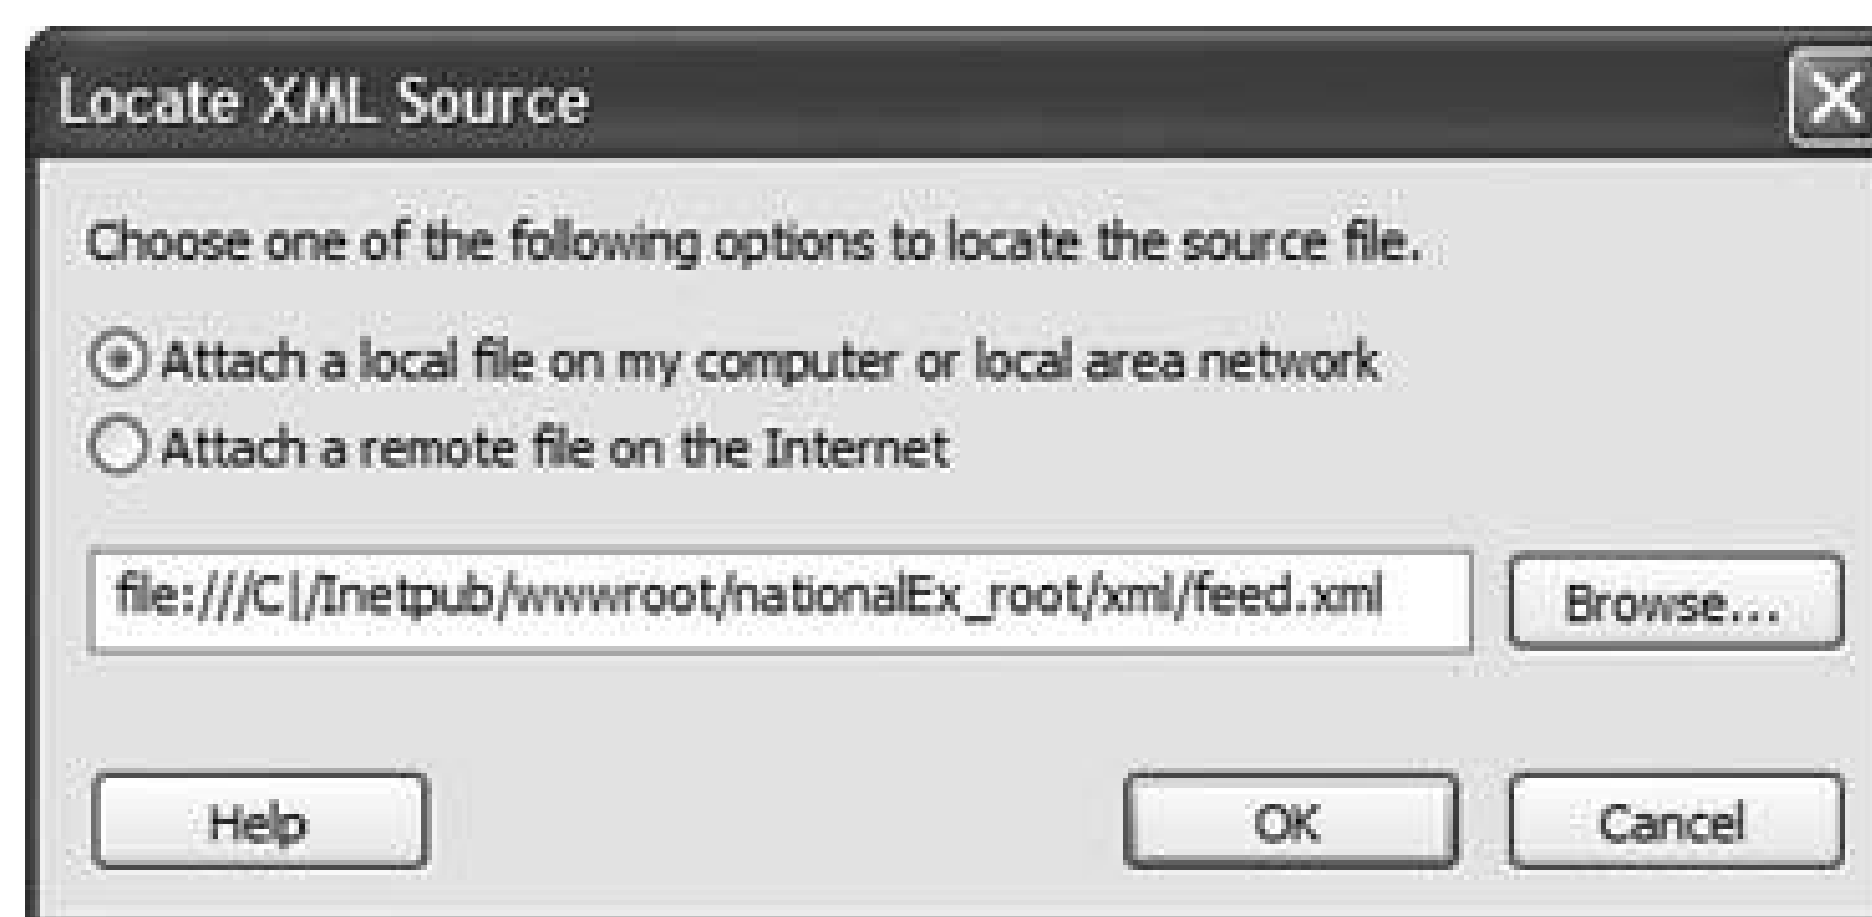 Locate XML Source
Choose one of the following options to locate the source file.
Attach a local file on my computer or local area network
Attach a remote file on the Internet
file:///C|/Inetpub/wwwroot/nationalEx_root/xml/feed.xml
Browse...
Help
OK
Cancel